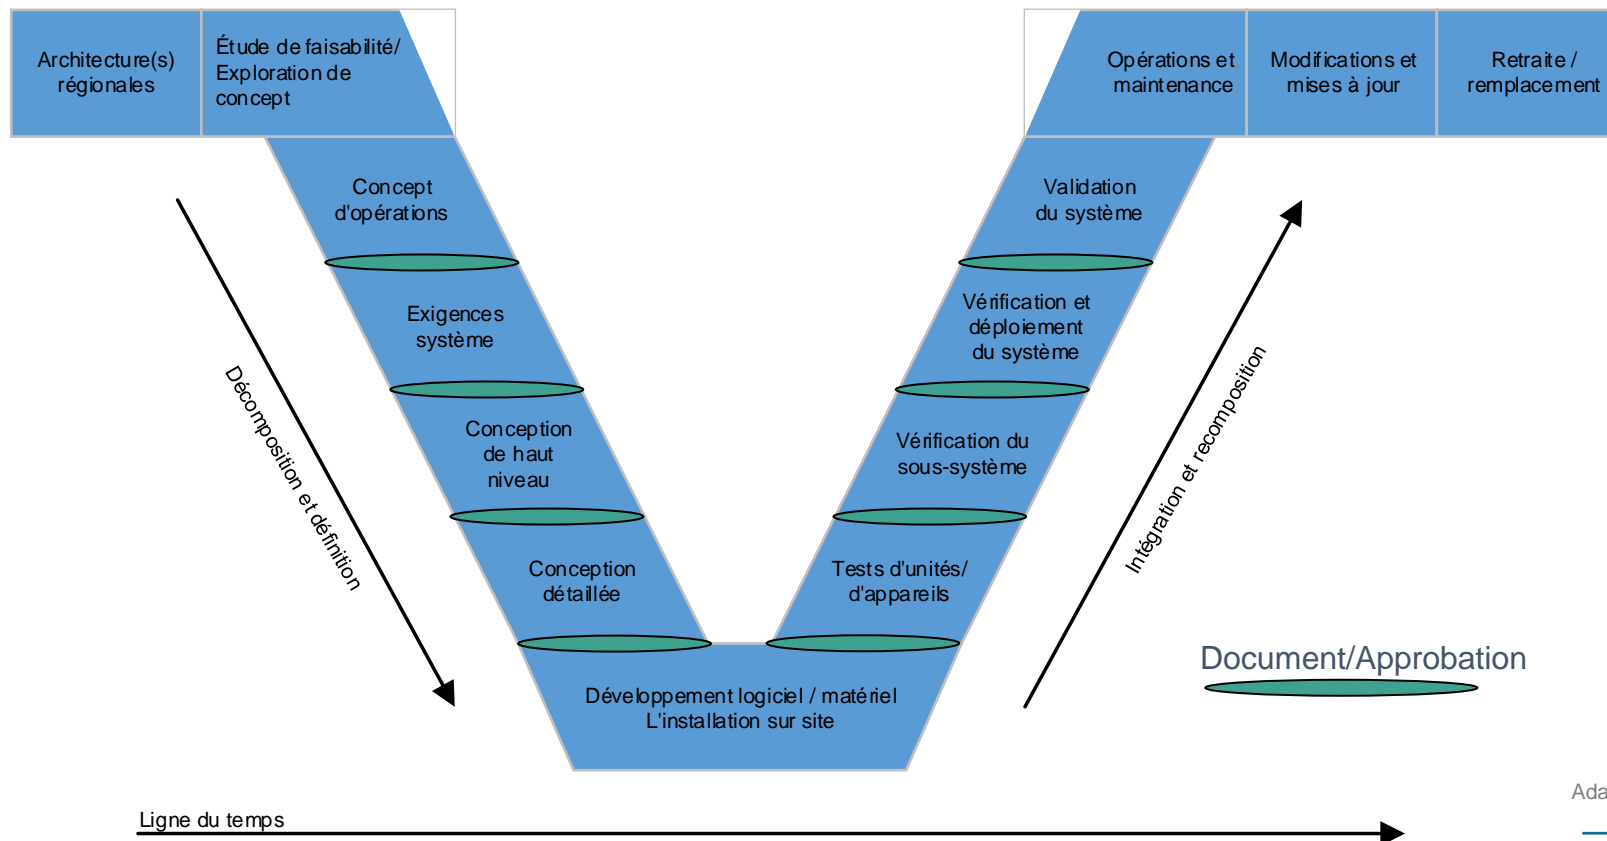 Architecture(s)
régionales
Étude de faisabilité/
Exploration de
concept
Opérations et
maintenance
Modifications et
mises à jour
Retraite /
remplacement
Concept
d'opérations
Validation
du système
Exigences
système
Vérification et
déploiement
du système
Décomposition et définition
Intégration et recomposition
Conception
de haut
niveau
Vérification du
sous-système
Conception
détaillée
Tests d'unités/
d'appareils
Document/Approbation
Développement logiciel / matériel
L'installation sur site
Ada
Ligne du temps